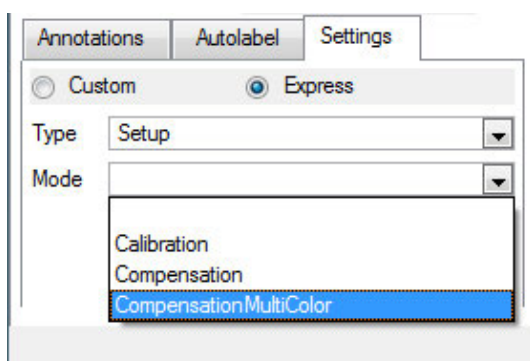 Annotations Autolabel Settings
Custom Express
Type Setup
Mode
Calibration
Compensation
CompensationMultiColor